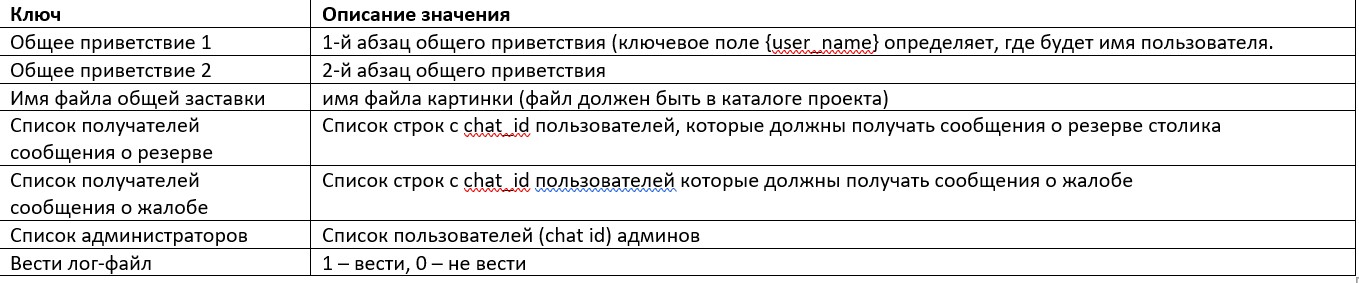 Ключ Описание значения
Общее приветствие 1 1-й абзац общего приветствия (ключевое поле {user_name} определяет, где будет имя пользователя.
Общее приветствие 2 2-й абзац общего приветствия
Имя файла общей заставки имя файла картинки (файл должен быть в каталоге проекта)
Список получателей Список строк с chat_id пользователей, которые должны получать сообщения о резерве столика
сообщения о резерве
Список получателей Список строк с chat_id пользователей которые должны получать сообщения о жалобе
сообщения о жалобе
Список администраторов Список пользователей (chat id) админов
Вести лог-файл 1 – вести, 0 – не вести